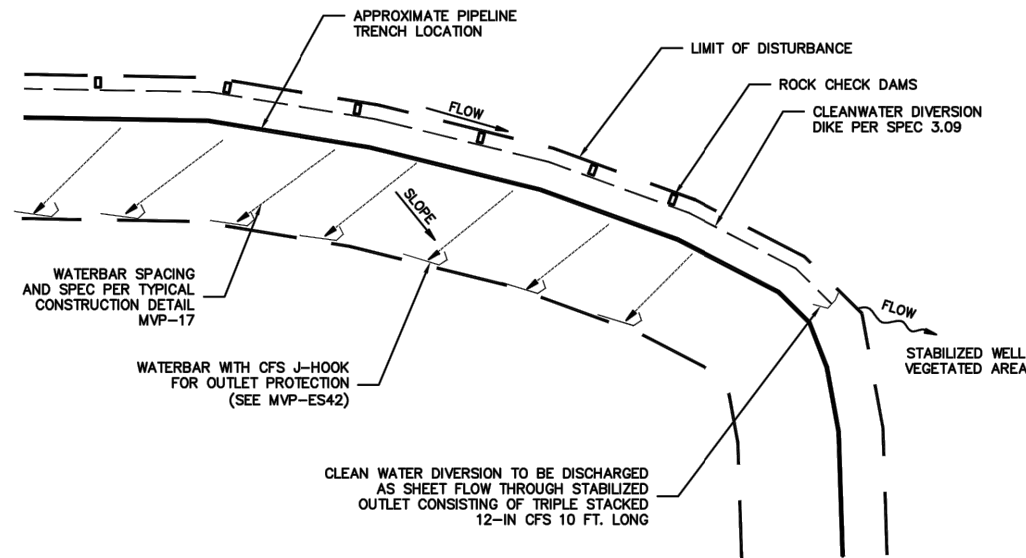 APPROXIMATE PIPELINE
TRENCH LOCATION
LIMIT OF DISTURBANCE
ROCK CHECK DAMS
CLEANWATER DIVERSION
DIKE PER SPEC 3.09
FLOW
SLOPE
WATERBAR SPACING
AND SPEC PER TYPICAL
CONSTRUCTION DETAIL
MVP-17
FLOW
STABILIZED WELL
VEGETATED AREA
WATERBAR WITH CFS J-HOOK
FOR OUTLET PROTECTION
(SEE MVP-ES42)
CLEAN WATER DIVERSION TO BE DISCHARGED
AS SHEET FLOW THROUGH STABILIZED
OUTLET CONSISTING OF TRIPLE STACKED
12-IN CFS 10 FT. LONG